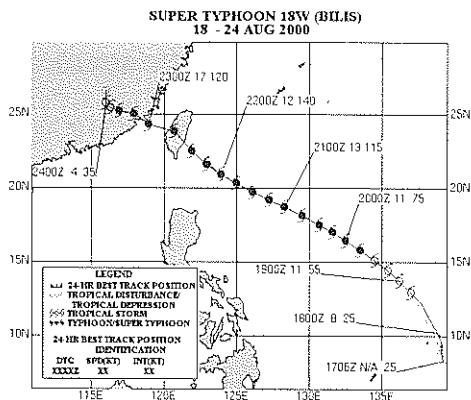 SUPER TYPHOON 18W (BILIS)
18 - 24 AUG 2000
2300Z 17 120
25N
25N
2200Z 12 140
2100Z 13 115
2400Z 4 35
20N
20N
2000Z 11 75
15N
15N
1900Z 11 55
LEGEND
24-HR BEST TRACK POSITION
TROPICAL DISTURBANCE/
TROPICAL DEPRESSION
TROPICAL STORM
TYPHOON/SUPER TYPHOON
1800Z 8 25
24-HR BEST TRACK POSITION
IDENTIFICATION
10N
10N
DTG SPD(KT) INT(KT)
XXXXZ XX XX
1706Z N/A 25
115E
120E
125E
130E
135E